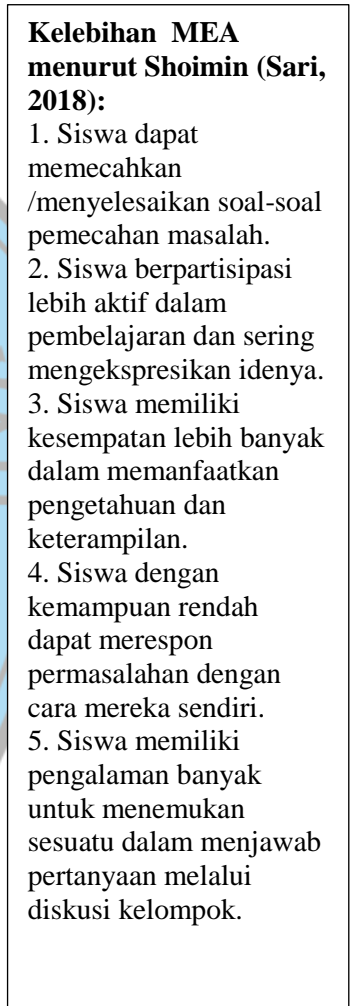 Kelebihan MEA
menurut Shoimin (Sari,
2018):
1. Siswa dapat
memecahkan
/menyelesaikan soal-soal
pemecahan masalah.
2. Siswa berpartisipasi
lebih aktif dalam
pembelajaran dan sering
mengekspresikan idenya.
3. Siswa memiliki
kesempatan lebih banyak
dalam memanfaatkan
pengetahuan dan
keterampilan.
4. Siswa dengan
kemampuan rendah
dapat merespon
permasalahan dengan
cara mereka sendiri.
5. Siswa memiliki
pengalaman banyak
untuk menemukan
sesuatu dalam menjawab
pertanyaan melalui
diskusi kelompok.